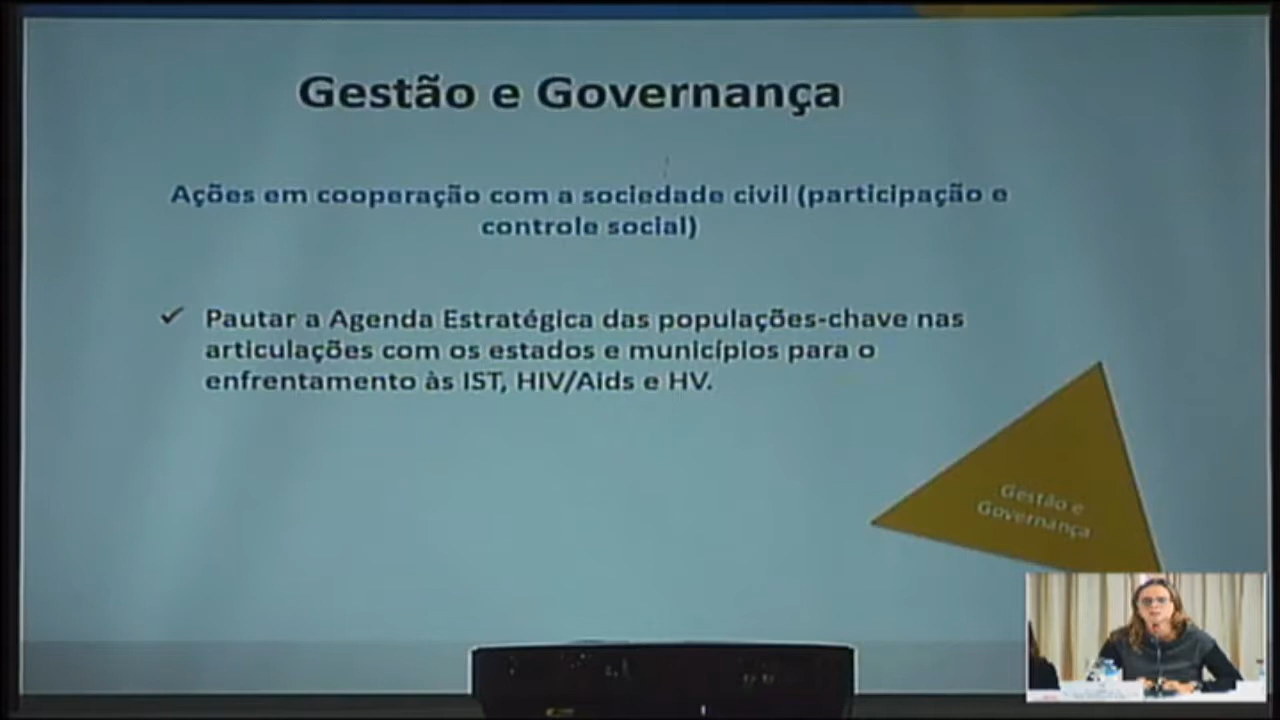 Gestão e Governança
Ações em cooperação com a sociedade civil (participação e
controle social)
✓ Pautar a Agenda Estratégica das populações-chave nas
articulações com os estados e municípios para o
enfrentamento às IST, HIV/Aids e HV.
Gestão e
Governança